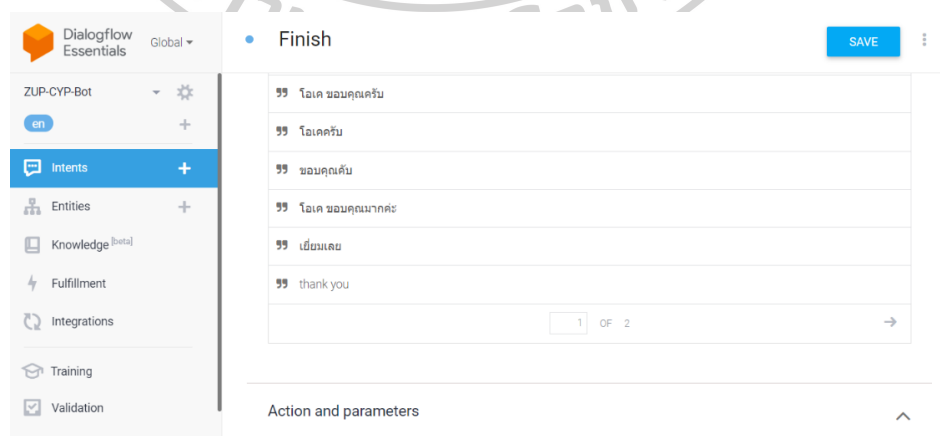 Dialogflow
Essentials
Global
Finish
SAVE
ZUP-CYP-Bot
en
Intents
Entities
Knowledge [beta]
Fulfillment
Integrations
Training
Validation
โอเค ขอบคุณครับ
โอเคครับ
ขอบคุณคับ
โอเค ขอบคุณมากค่ะ
เยี่ยมเลย
thank you
1 OF 2
Action and parameters